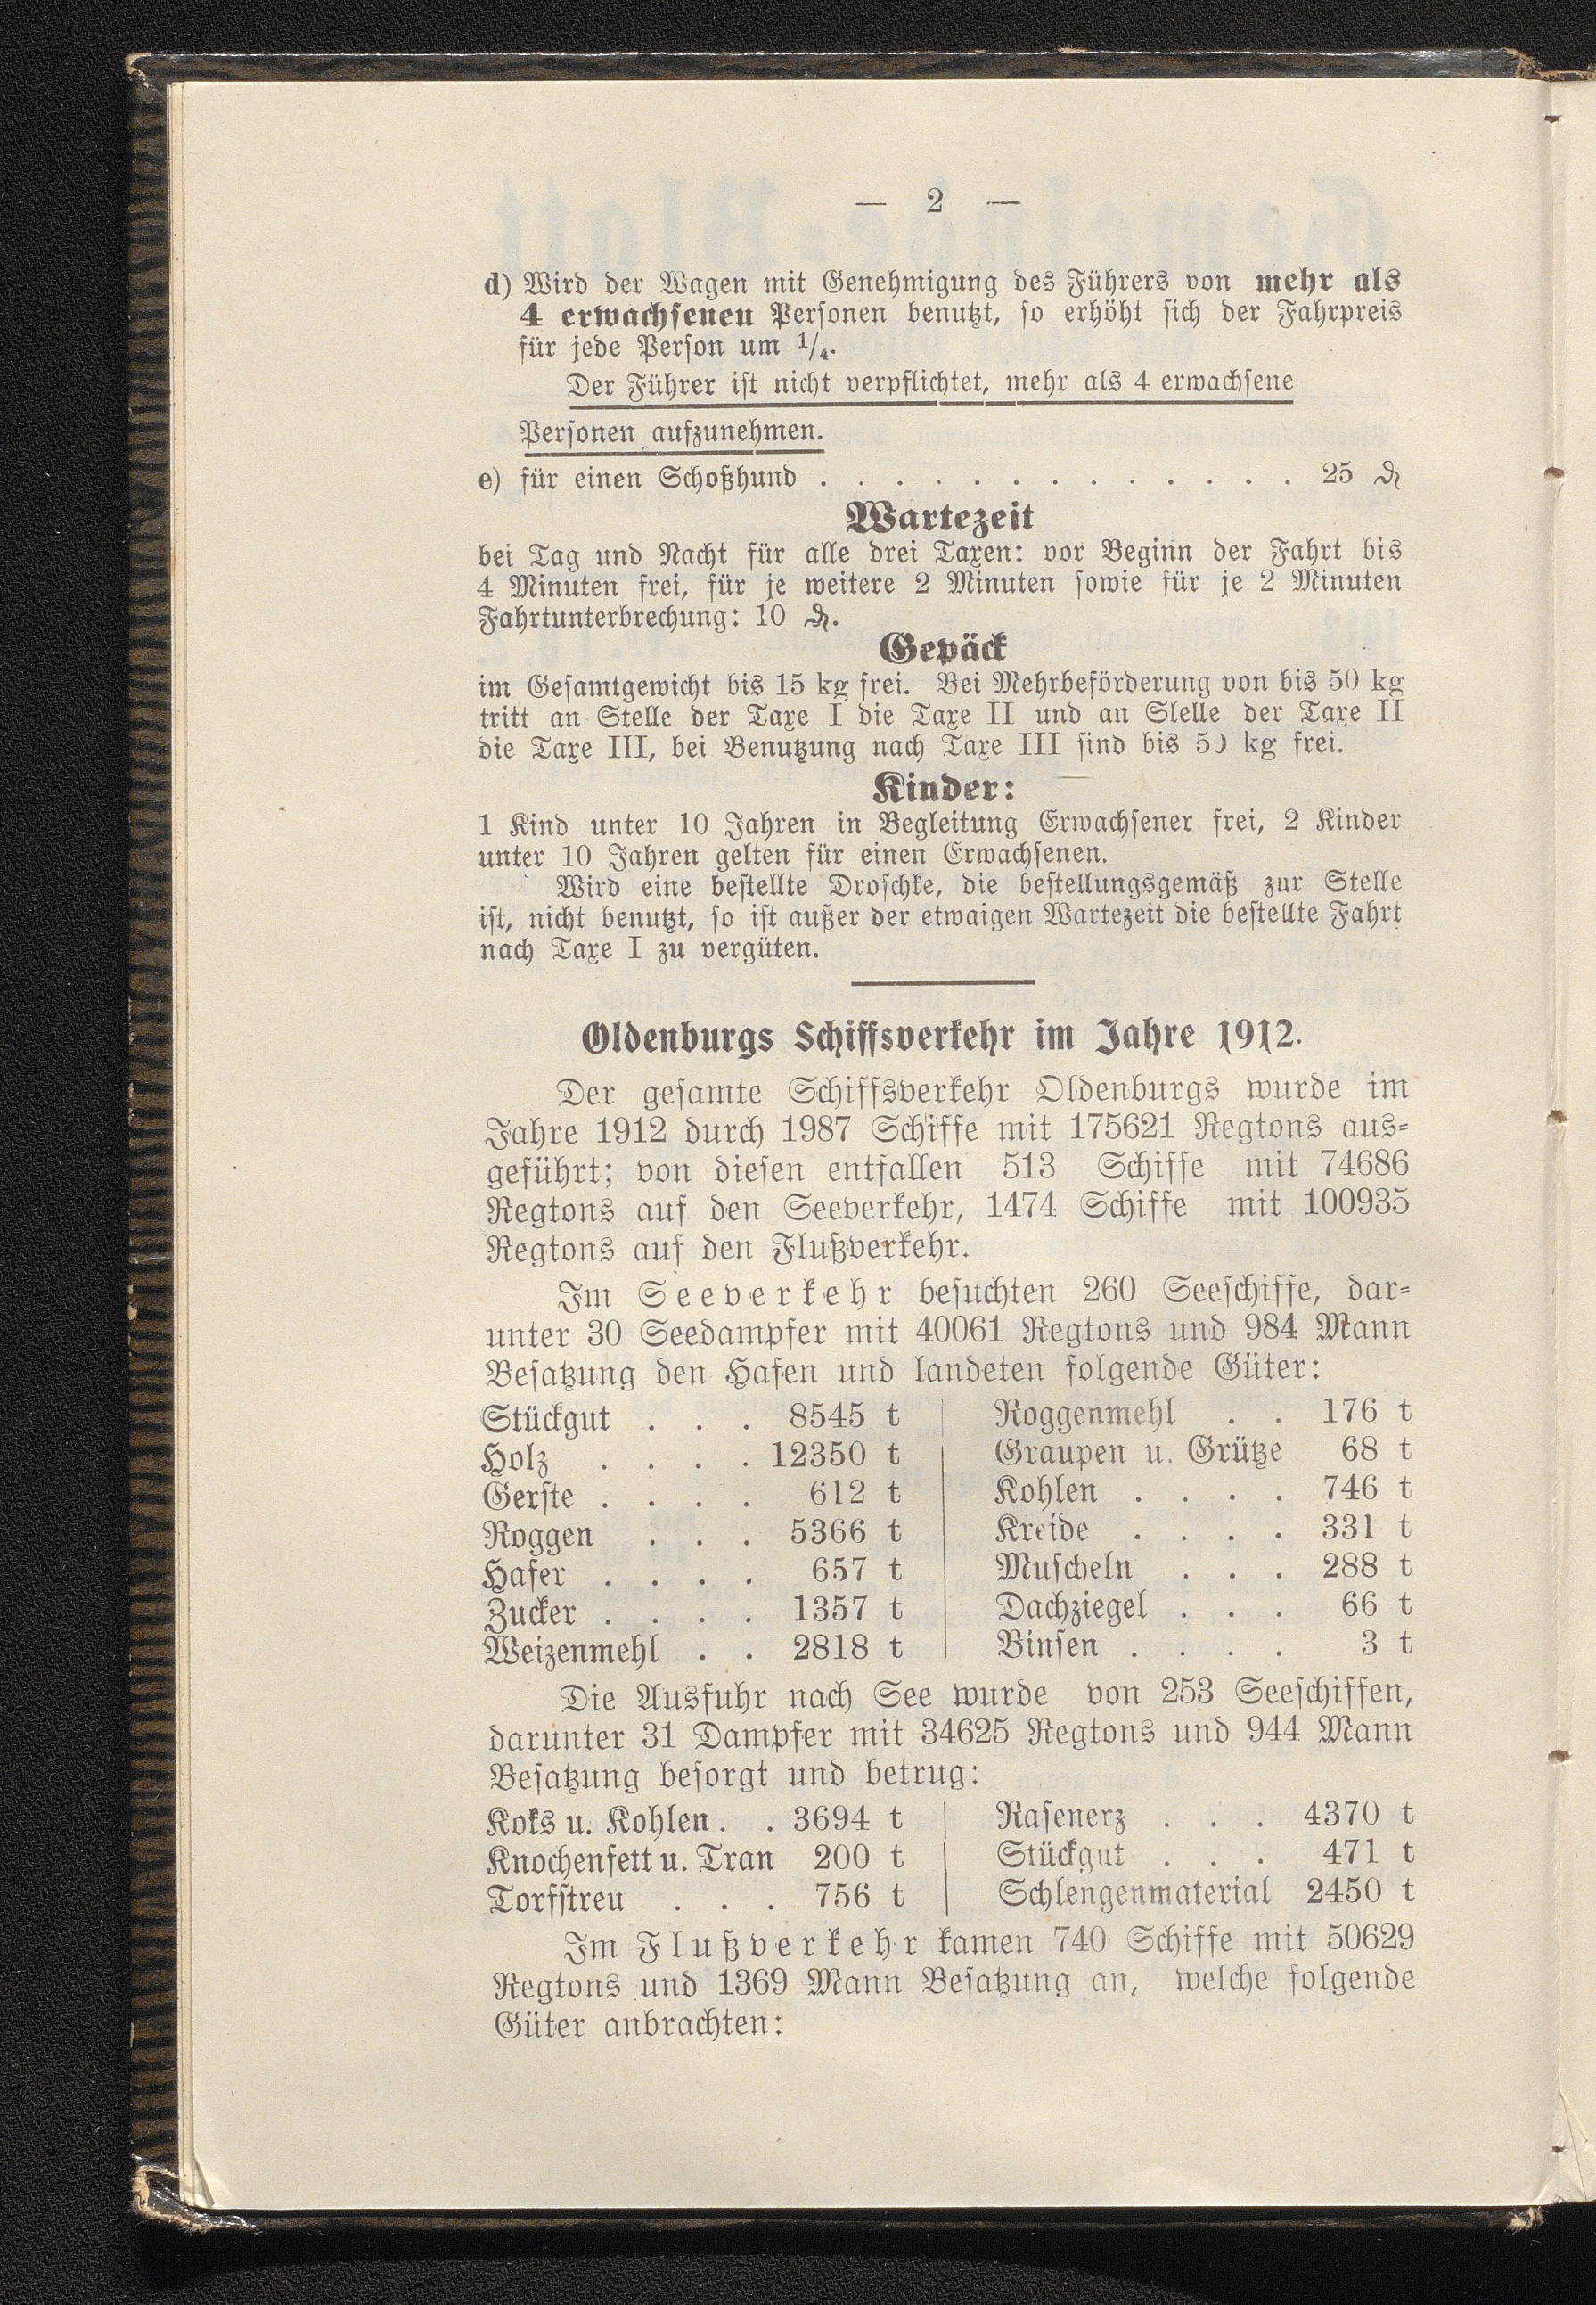 — 2 —
d) Wird der Wagen mit Genehmigung des Führers von mehr als
4 erwachsenen Personen benutzt, so erhöht sich der Fahrpreis
für jede Person um 1/4.
Der Führer ist nicht verpflichtet, mehr als 4 erwachsene
Personen aufzunehmen.
e) für einen Schoßhund . . . . . . . . . . . . . . . 25 ₰
Wartezeit
bei Tag und Nacht für alle drei Taxen: vor Beginn der Fahrt bis
4 Minuten frei, für je weitere 2 Minuten sowie für je 2 Minuten
Fahrtunterbrechung: 10 ₰.
Gepäck
im Gesamtgewicht bis 15 kg frei. Bei Mehrbeförderung von bis 50 kg
tritt an Stelle der Taxe I die Taxe II und an Slelle der Taxe II
die Taxe III, bei Benutzung nach Taxe III sind bis 50 kg frei.
Kinder:
1 Kind unter 10 Jahren in Begleitung Erwachsener frei, 2 Kinder
unter 10 Jahren gelten für einen Erwachsenen.
Wird eine bestellte Droschke, die bestellungsgemäß zur Stelle
ist, nicht benutzt, so ist außer der etwaigen Wartezeit die bestellte Fahrt
nach Taxe I zu vergüten.
Oldenburgs Schiffsverkehr im Jahre 1912.
Der gesamte Schiffsverkehr Oldenburgs wurde im
Jahre 1912 durch 1987 Schiffe mit 175621 Regtons aus-
geführt; von diesen entfallen 513 Schiffe mit 74686
Regtons auf den Seeverkehr, 1474 Schiffe mit 100935
Regtons auf den Flußverkehr.
Im Seeverkehr besuchten 260 Seeschiffe, dar-
unter 30 Seedampfer mit 40061 Regtons und 984 Mann
Besatzung den Hafen und landeten folgende Güter:
Stückgut . . . 8545 t | Roggenmehl . . 176 t
Holz . . . . 12350 t | Graupen u. Grütze 68 t
Gerste . . . . 612 t | Kohlen . . . . 746 t
Roggen . . . 5366 t | Kreide . . . . 331 t
Hafer . . . . 657 t | Muscheln . . . 288 t
Zucker . . . . 1357 t | Dachziegel . . . 66 t
Weizenmehl . . 2818 t | Binsen . . . . 3 t
Die Ausfuhr nach See wurde von 253 Seeschiffen,
darunter 31 Dampfer mit 34625 Regtons und 944 Mann
Besatzung besorgt und betrug:
Koks u. Kohlen . . 3694 t | Rasenerz . . . 4370 t
Knochenfett u. Tran 200 t | Stückgut . . . 471 t
Torfstreu . . . 756 t | Schlengenmaterial 2450 t
Im Flußverkehr kamen 740 Schiffe mit 50629
Regtons und 1369 Mann Besatzung an, welche folgende
Güter anbrachten: